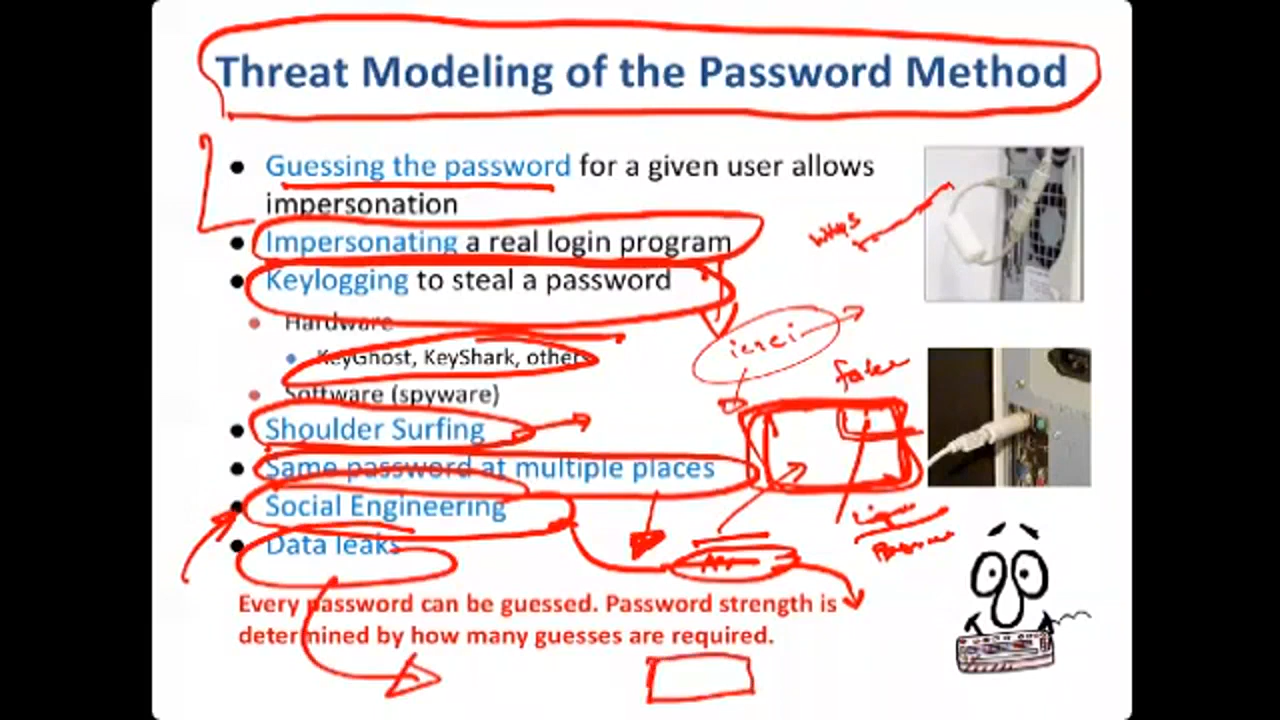 Threat Modeling of the Password Method
Guessing the password for a given user allows
impersonation
Impersonating a real login program
Keylogging to steal a password
Hardware
KeyGhost, KeyShark, others
Software (spyware)
Shoulder Surfing
Same password at multiple places
Social Engineering
Data leaks
fake
Every password can be guessed. Password strength is
determined by how many guesses are required.